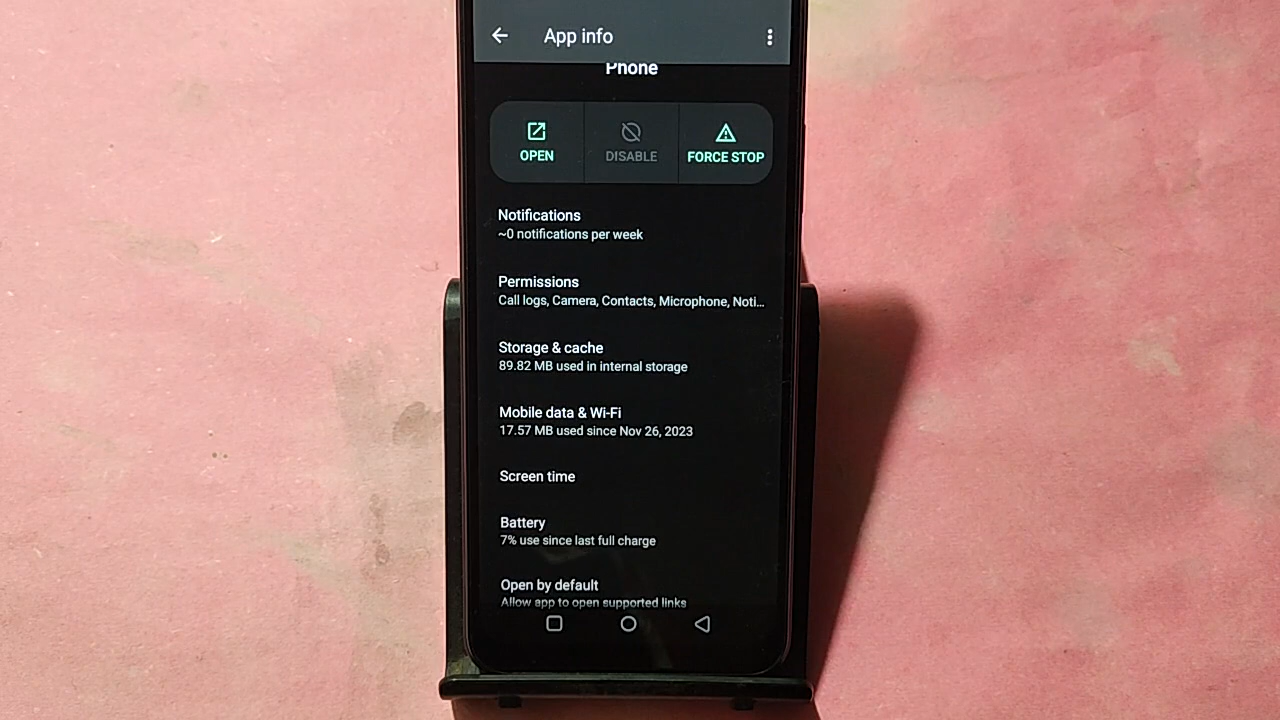 App info
Phone
OPEN
DISABLE
FORCE STOP
Notifications
~0 notifications per week
Permissions
Call logs, Camera, Contacts, Microphone, Noti...
Storage & cache
89.82 MB used in internal storage
Mobile data & Wi-Fi
17.57 MB used since Nov 26, 2023
Screen time
Battery
7% use since last full charge
Open by default
Allow app to open supported links